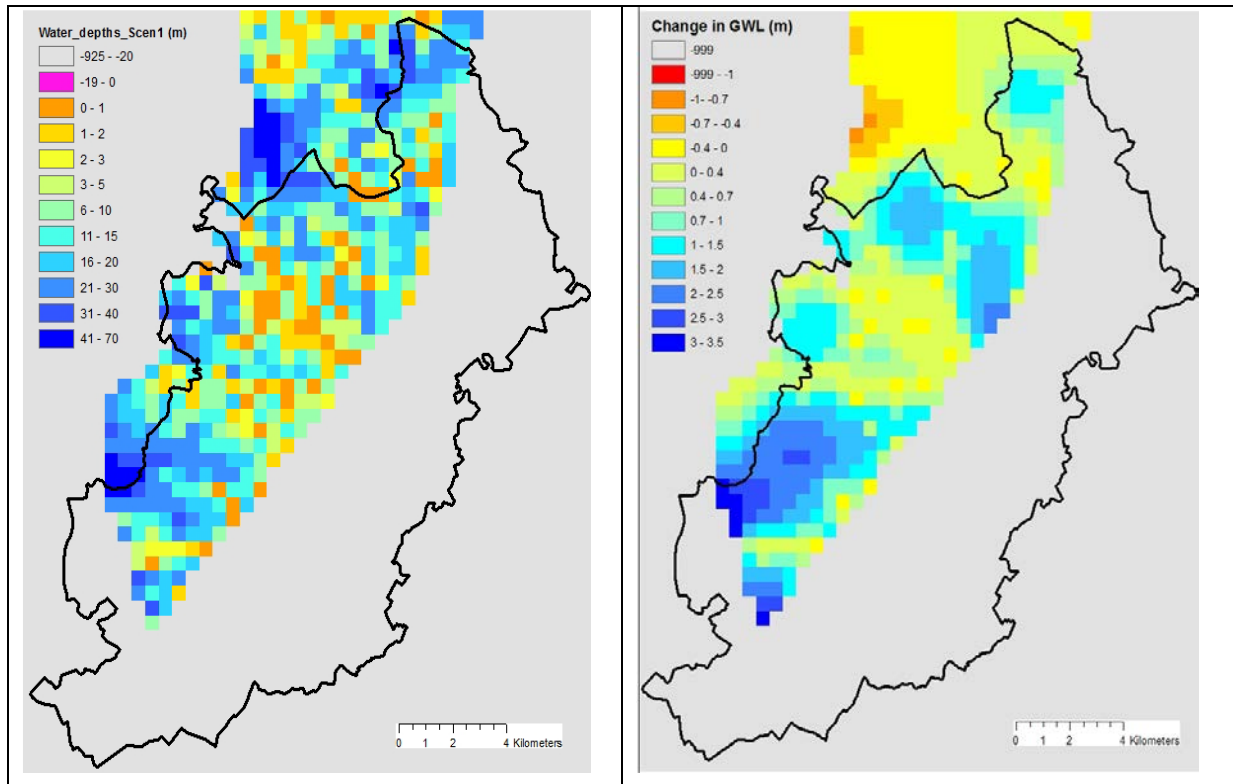 Water_depths_Scen1 (m)
-925 - -20
-19 - 0
0 - 1
1 - 2
2 - 3
3 - 5
6 - 10
11 - 15
16 - 20
21 - 30
31 - 40
41 - 70
0 1 2 4 Kilometers
Change in GWL (m)
-999
-999 - -1
-1 - -0.7
-0.7 - -0.4
-0.4 - 0
0 - 0.4
0.4 - 0.7
0.7 - 1
1 - 1.5
1.5 - 2
2 - 2.5
2.5 - 3
3 - 3.5
0 1 2 4 Kilometers